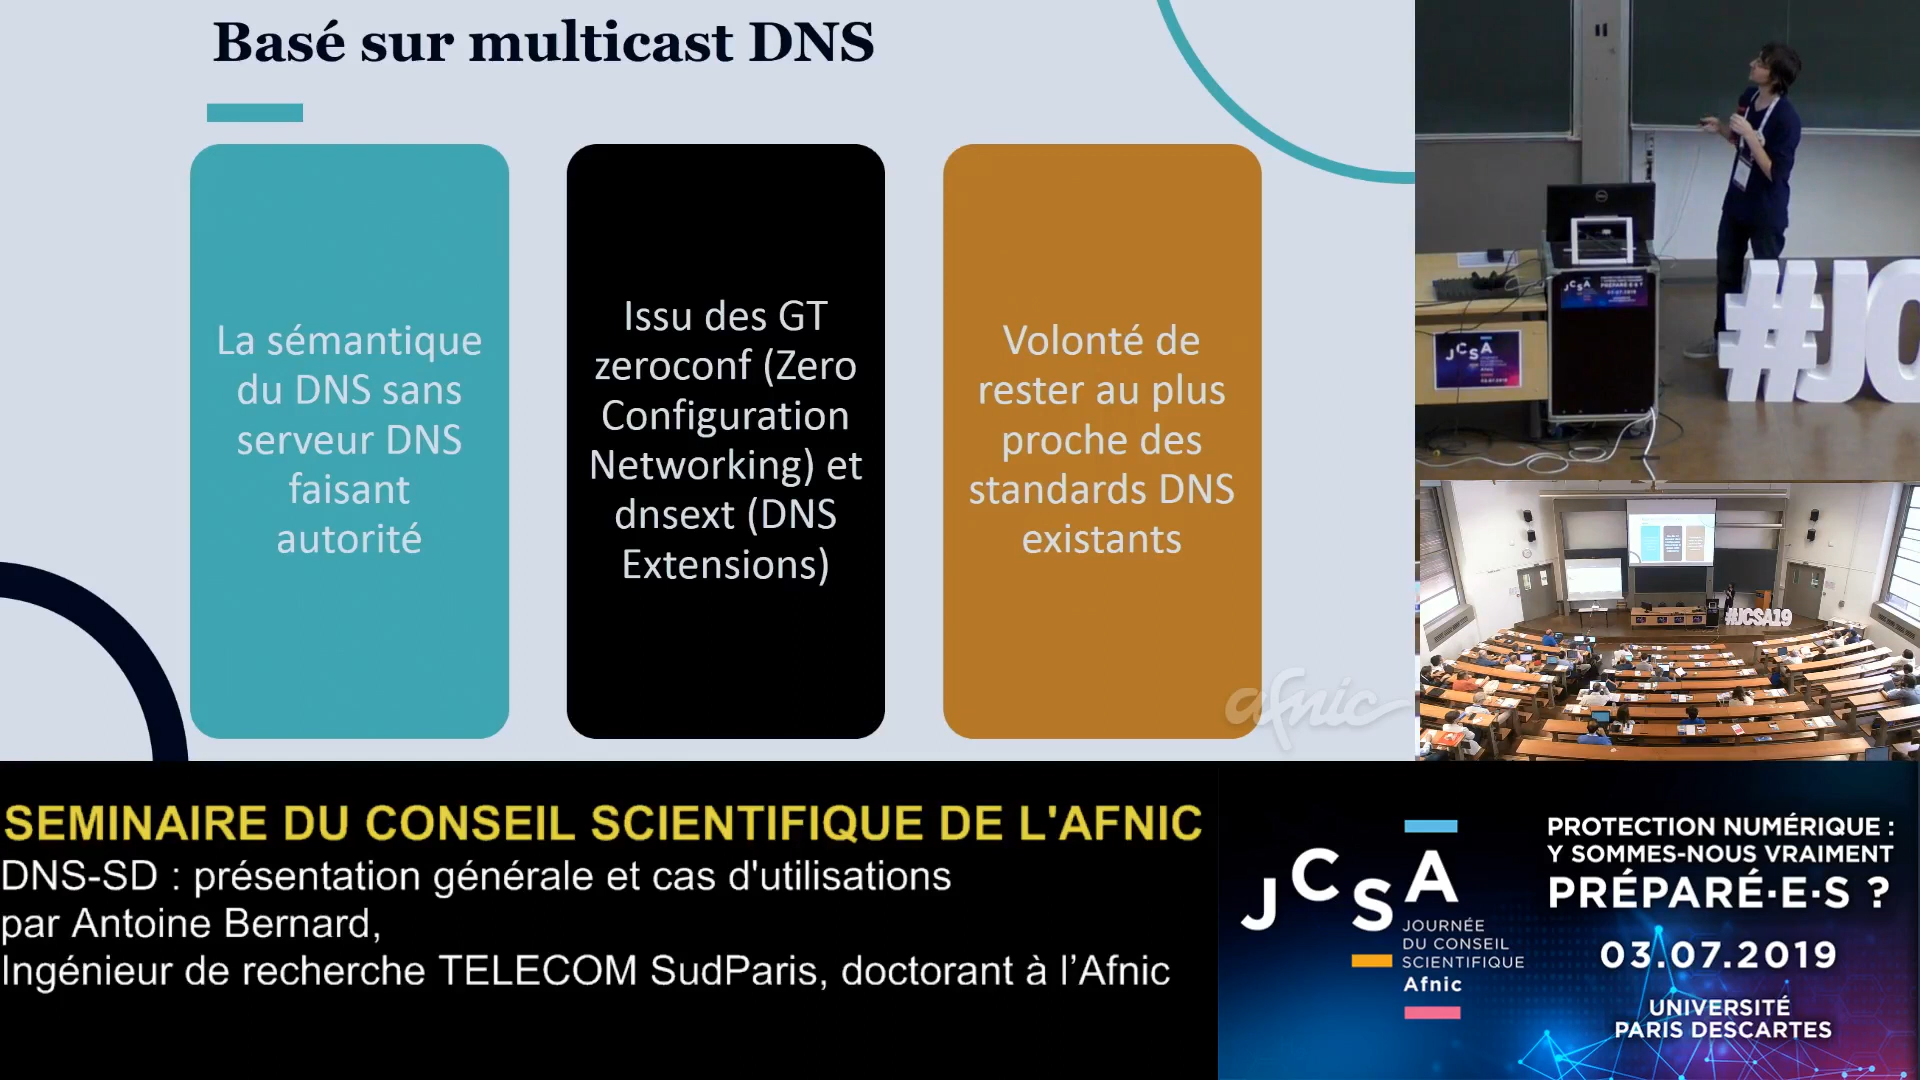 Basé sur multicast DNS
La sémantique
du DNS sans
serveur DNS
faisant
autorité
Issu des GT
zeroconf (Zero
Configuration
Networking) et
dnsext (DNS
Extensions)
Volonté de
rester au plus
proche des
standards DNS
existants
afnic
#JC
JCSA
#JCSA19
SEMINAIRE DU CONSEIL SCIENTIFIQUE DE L'AFNIC
DNS-SD : présentation générale et cas d'utilisations
par Antoine Bernard,
Ingénieur de recherche TELECOM SudParis, doctorant à l’Afnic
JCSA
JOURNÉE
DU CONSEIL
SCIENTIFIQUE
Afnic
PROTECTION NUMÉRIQUE :
Y SOMMES-NOUS VRAIMENT
PRÉPARÉ·E·S ?
03.07.2019
UNIVERSITÉ
PARIS DESCARTES